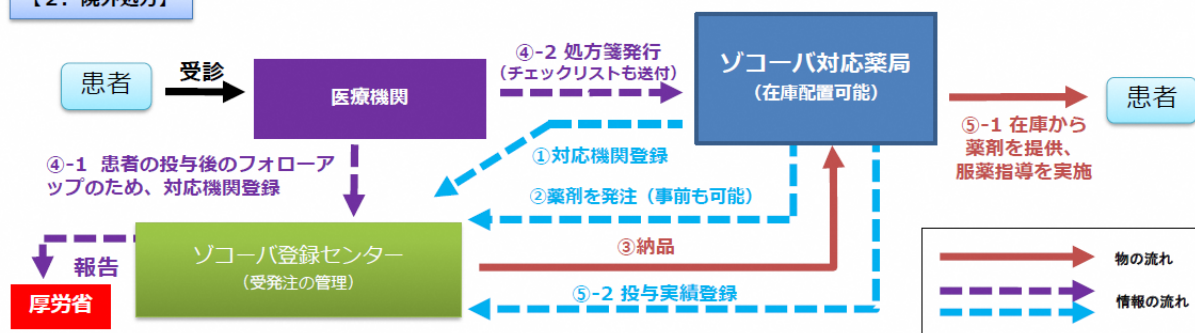 【２．院外処方】
患者
受診
医療機関
④-2 処方箋発行
（チェックリストも送付）
ゾコーバ対応薬局
（在庫配置可能）
患者
⑤-1 在庫から
薬剤を提供、
服薬指導を実施
④-1 患者の投与後のフォローア
ップのため、対応機関登録
①対応機関登録
②薬剤を発注（事前も可能）
ゾコーバ登録センター
（受発注の管理）
③納品
⑤-2 投与実績登録
報告
厚労省
物の流れ
情報の流れ